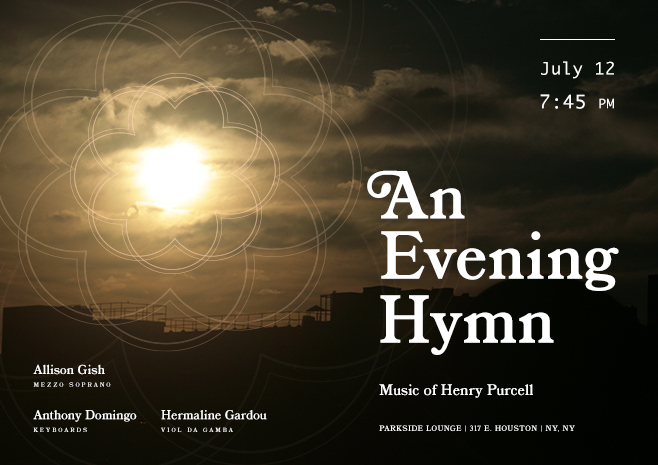 July 12
7:45 PM
An
Evening
Hymn
Allison Gish
MEZZO SOPRANO
Anthony Domingo
KEYBOARDS
Hermaline Gardou
VIOL DA GAMBA
Music of Henry Purcell
PARKSIDE LOUNGE | 317 E. HOUSTON | NY, NY